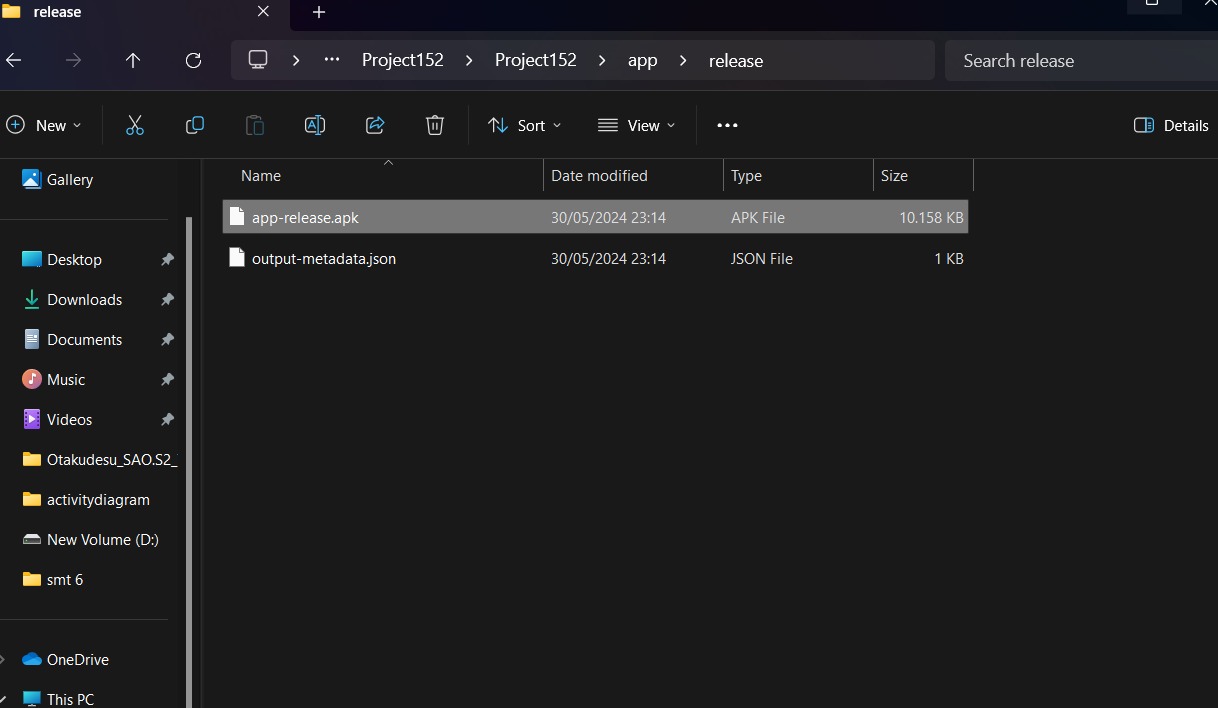 release
Project152 Project152 app release
Search release
New Sort View Details
Name Date modified Type Size
app-release.apk 30/05/2024 23:14 APK File 10.158 KB
output-metadata.json 30/05/2024 23:14 JSON File 1 KB
Gallery
Desktop
Downloads
Documents
Music
Videos
Otakudesu_SAO.S2_
activitydiagram
New Volume (D:)
smt 6
OneDrive
This PC